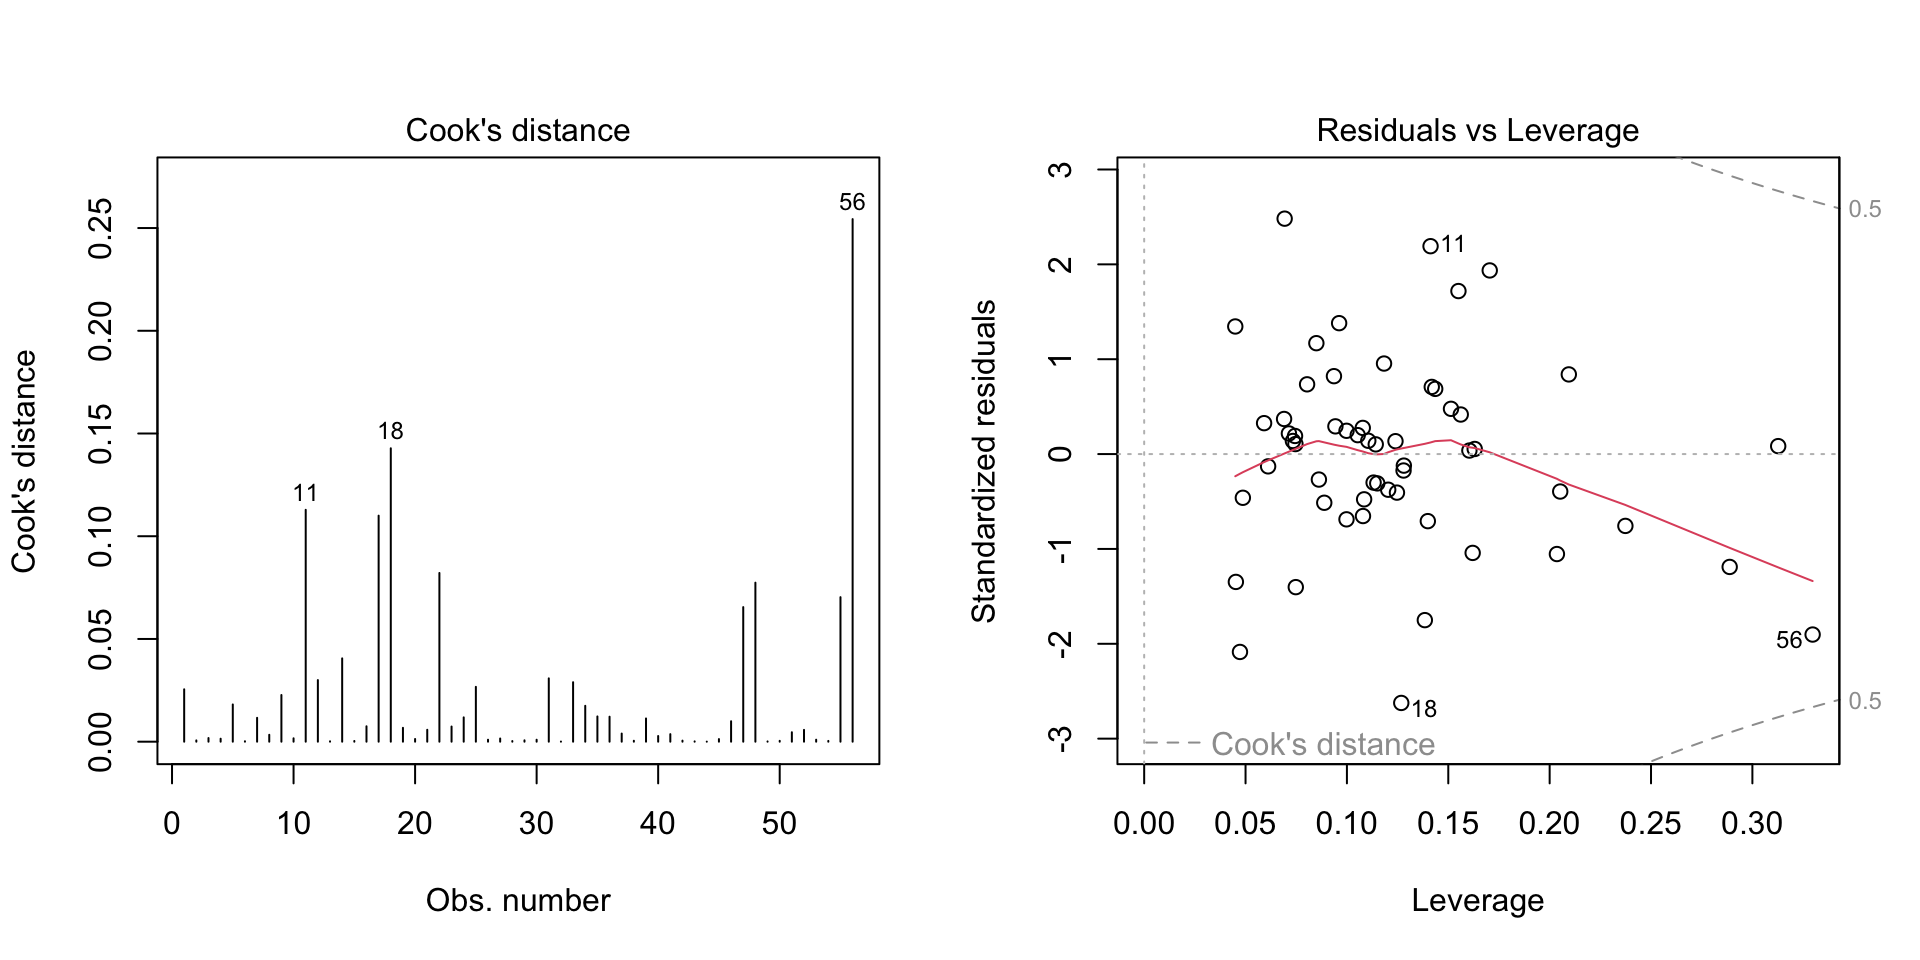 Cook's distance
Cook's distance
0.00 0.05 0.10 0.15 0.20 0.25
11
18
56
0 10 20 30 40 50
Obs. number
Residuals vs Leverage
Standardized residuals
-3 -2 -1 0 1 2 3
11
56
18
0.5
0.5
Cook's distance
0.00 0.05 0.10 0.15 0.20 0.25 0.30
Leverage